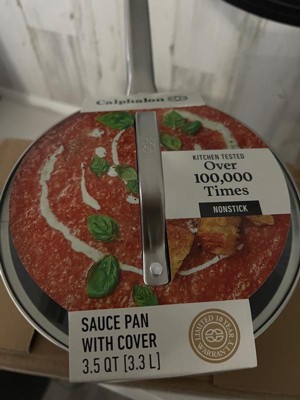 Calphalon
KITCHEN TESTED
Over
100,000
Times
NONSTICK
SAUCE PAN
WITH COVER
3.5 QT [3.3 L]
LIMITED 10 YEAR
WARRANTY